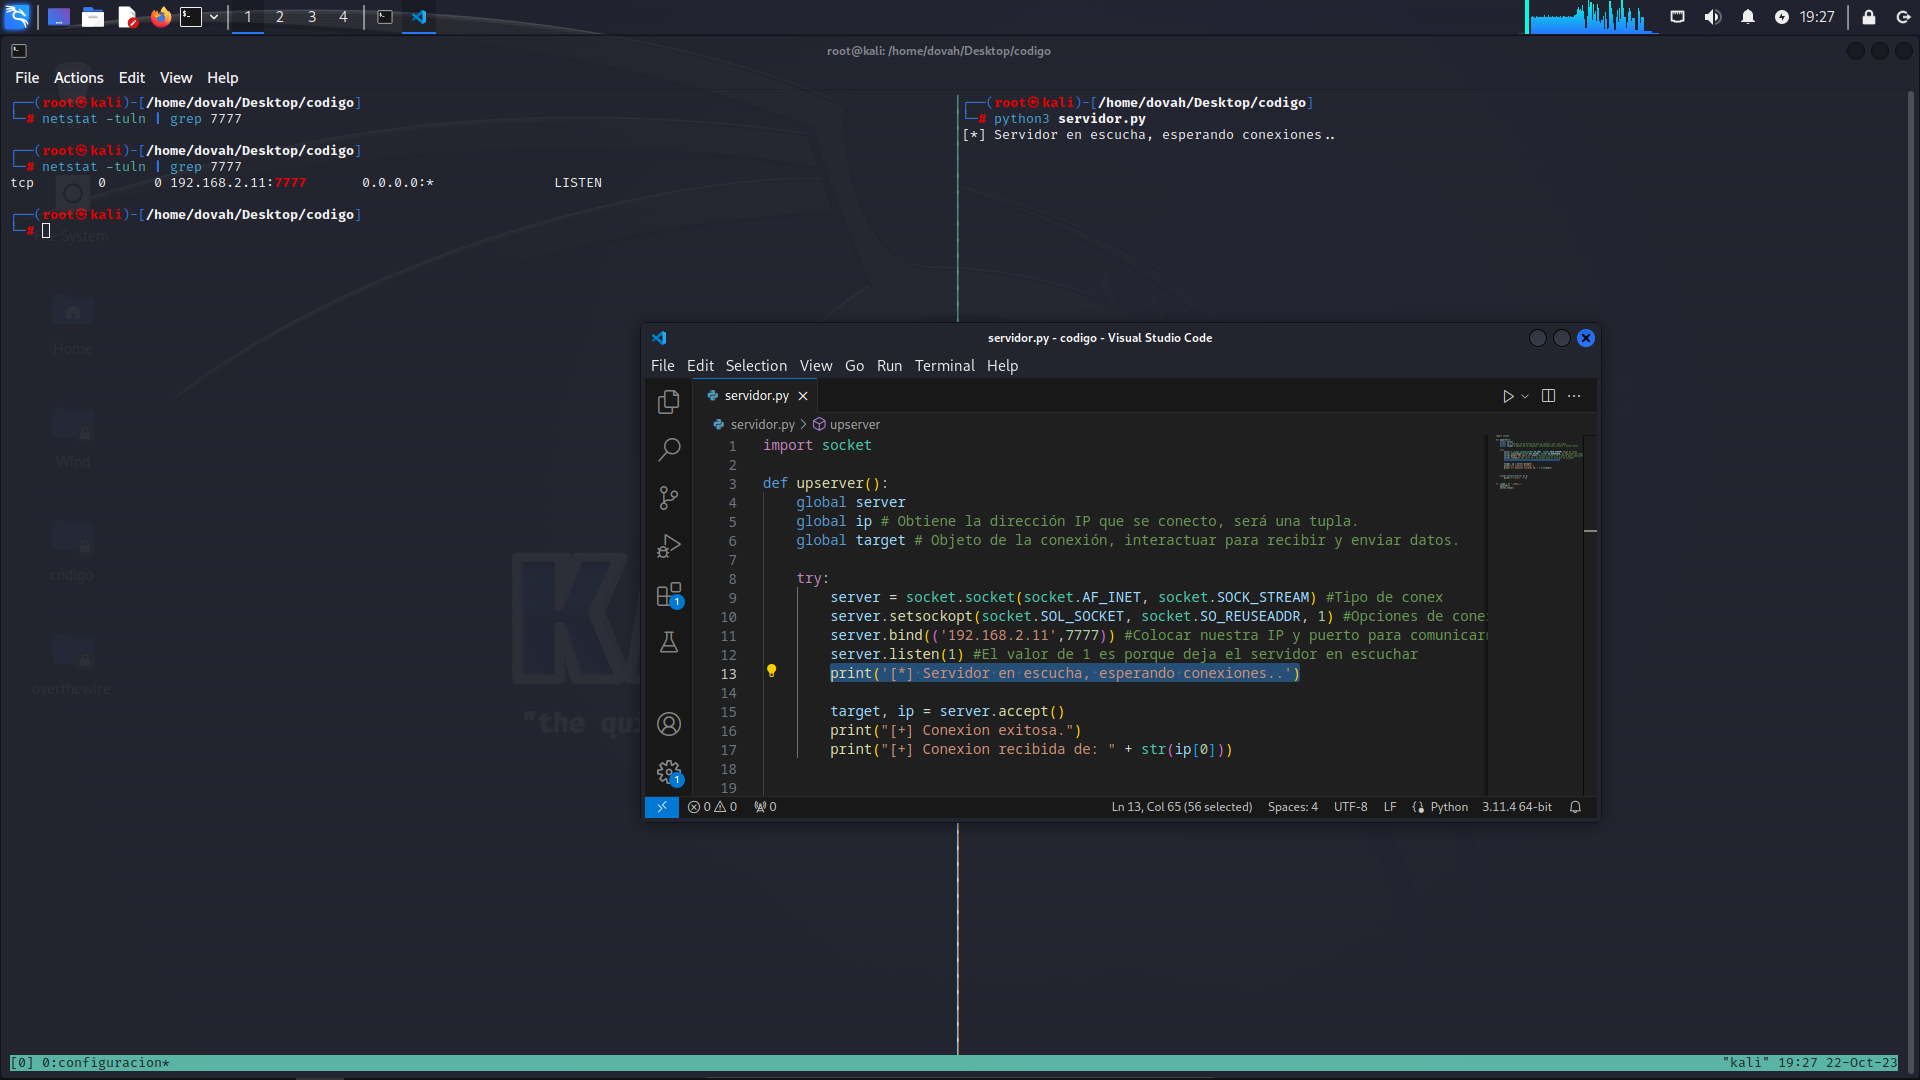 1 2 3 4 19:27
root@kali: /home/dovah/Desktop/codigo
File Actions Edit View Help
┌──(root㉿kali)-[/home/dovah/Desktop/codigo]
└─# netstat -tuln | grep 7777
┌──(root㉿kali)-[/home/dovah/Desktop/codigo]
└─# netstat -tuln | grep 7777
tcp 0 0 192.168.2.11:7777 0.0.0.0:* LISTEN
┌──(root㉿kali)-[/home/dovah/Desktop/codigo]
└─#
┌──(root㉿kali)-[/home/dovah/Desktop/codigo]
└─# python3 servidor.py
[*] Servidor en escucha, esperando conexiones..
System
Home
Wind
codigo
overthewire
"the qui
servidor.py - codigo - Visual Studio Code
File Edit Selection View Go Run Terminal Help
servidor.py
servidor.py > upserver
1 import socket
2
3 def upserver():
4 global server
5 global ip # Obtiene la dirección IP que se conecto, será una tupla.
6 global target # Objeto de la conexión, interactuar para recibir y enviar datos.
7
8 try:
9 server = socket.socket(socket.AF_INET, socket.SOCK_STREAM) #Tipo de conex
10 server.setsockopt(socket.SOL_SOCKET, socket.SO_REUSEADDR, 1) #Opciones de conex
11 server.bind(('192.168.2.11',7777)) #Colocar nuestra IP y puerto para comunicarn
12 server.listen(1) #El valor de 1 es porque deja el servidor en escuchar
13 print('[*] Servidor en escucha, esperando conexiones..')
14
15 target, ip = server.accept()
16 print("[+] Conexion exitosa.")
17 print("[+] Conexion recibida de: " + str(ip[0]))
18
19
1
1
0 0 0 Ln 13, Col 65 (56 selected) Spaces: 4 UTF-8 LF Python 3.11.4 64-bit
[0] 0:configuracion* "kali" 19:27 22-Oct-23